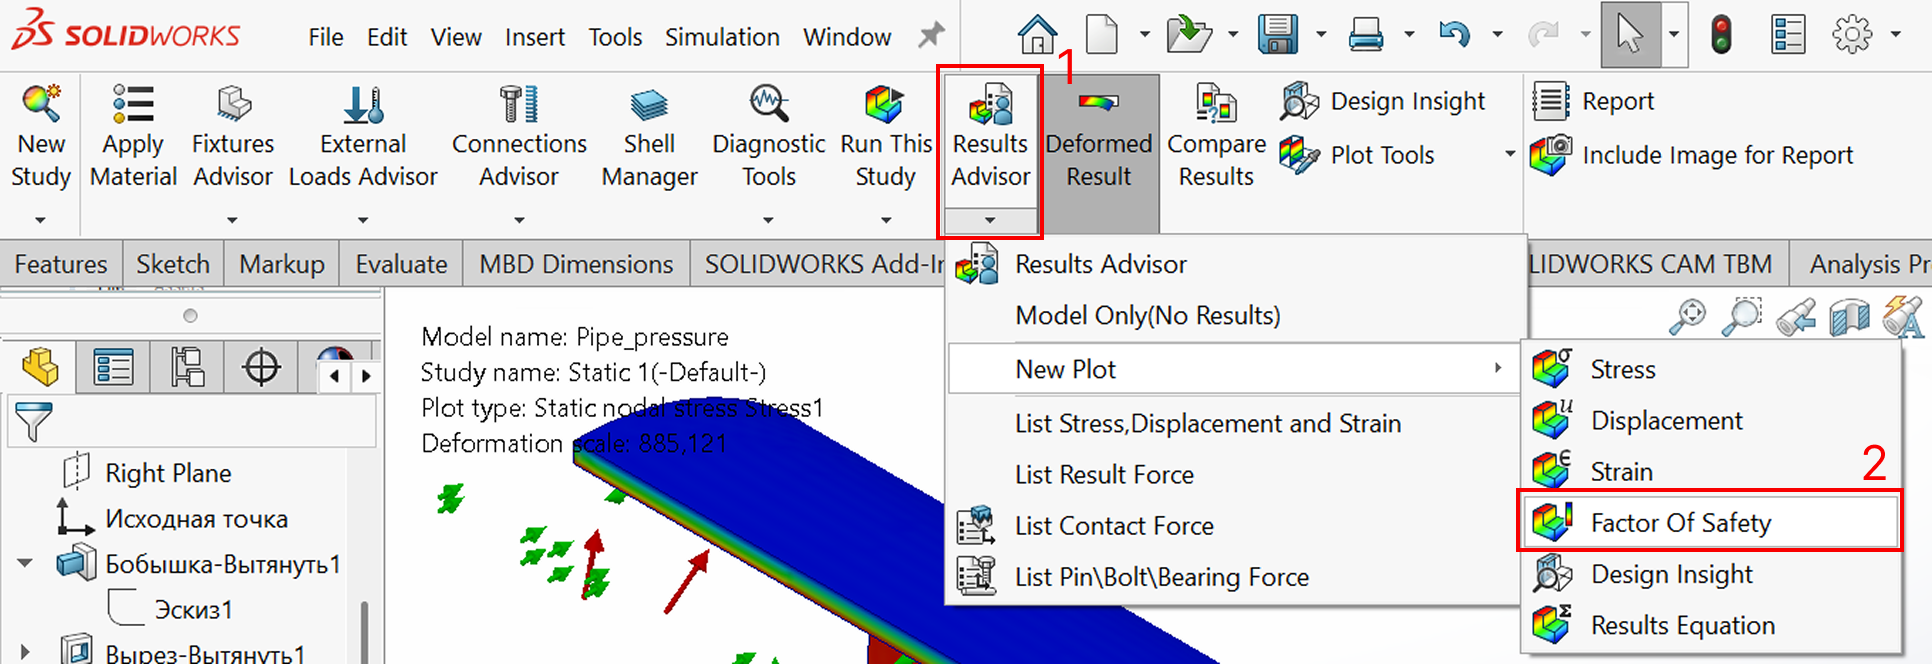 SOLIDWORKS File Edit View Insert Tools Simulation Window
1
New Study
Apply Material
Fixtures Advisor
External Loads Advisor
Connections Advisor
Shell Manager
Diagnostic Tools
Run This Study
Results Advisor
Deformed Result
Compare Results
Design Insight
Plot Tools
Report
Include Image for Report
Features Sketch Markup Evaluate MBD Dimensions SOLIDWORKS Add-In LIDWORKS CAM TBM Analysis Pr
Results Advisor
Model Only(No Results)
New Plot
List Stress,Displacement and Strain
List Result Force
List Contact Force
List Pin\Bolt\Bearing Force
Stress
Displacement
Strain
2
Factor Of Safety
Design Insight
Results Equation
Model name: Pipe_pressure
Study name: Static 1(-Default-)
Plot type: Static nodal stress Stress1
Deformation scale: 885,121
Right Plane
Исходная точка
Бобышка-Вытянуть1
Эскиз1
Вырез-Вытянуть1